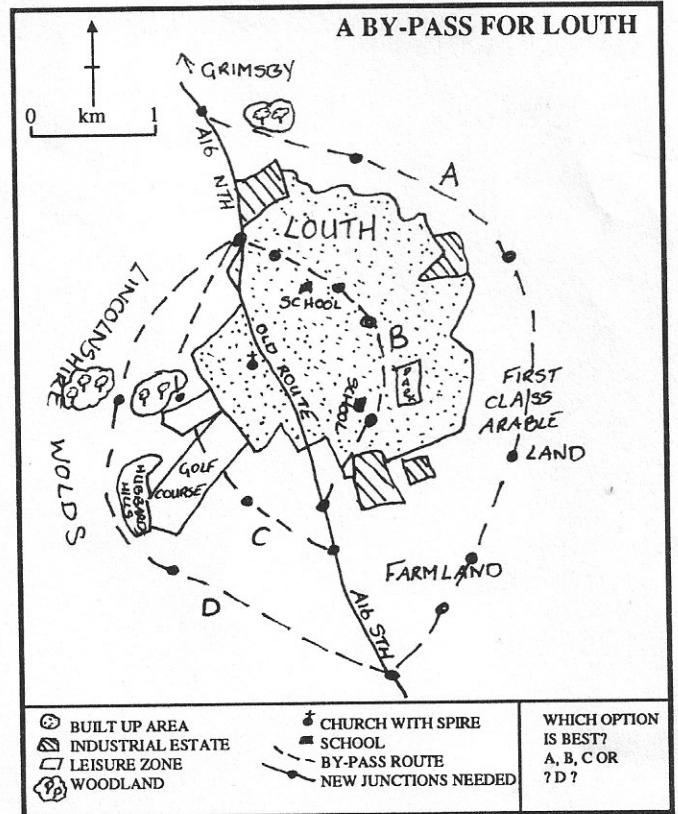 A BY-PASS FOR LOUTH
GRIMSBY
0 km 1
A16 NTH
A
LOUTH
SCHOOL
LINCOLNSHIRE WOLDS
OLD ROUTE
B
PARK
SCHOOL
FIRST
CLASS
ARABLE
LAND
GOLF
COURSE
HUBBARDS
HILLS
C
FARMLAND
D
A16 STH
BUILT UP AREA
INDUSTRIAL ESTATE
LEISURE ZONE
WOODLAND
CHURCH WITH SPIRE
SCHOOL
BY-PASS ROUTE
NEW JUNCTIONS NEEDED
WHICH OPTION
IS BEST?
A, B, C OR
? D ?